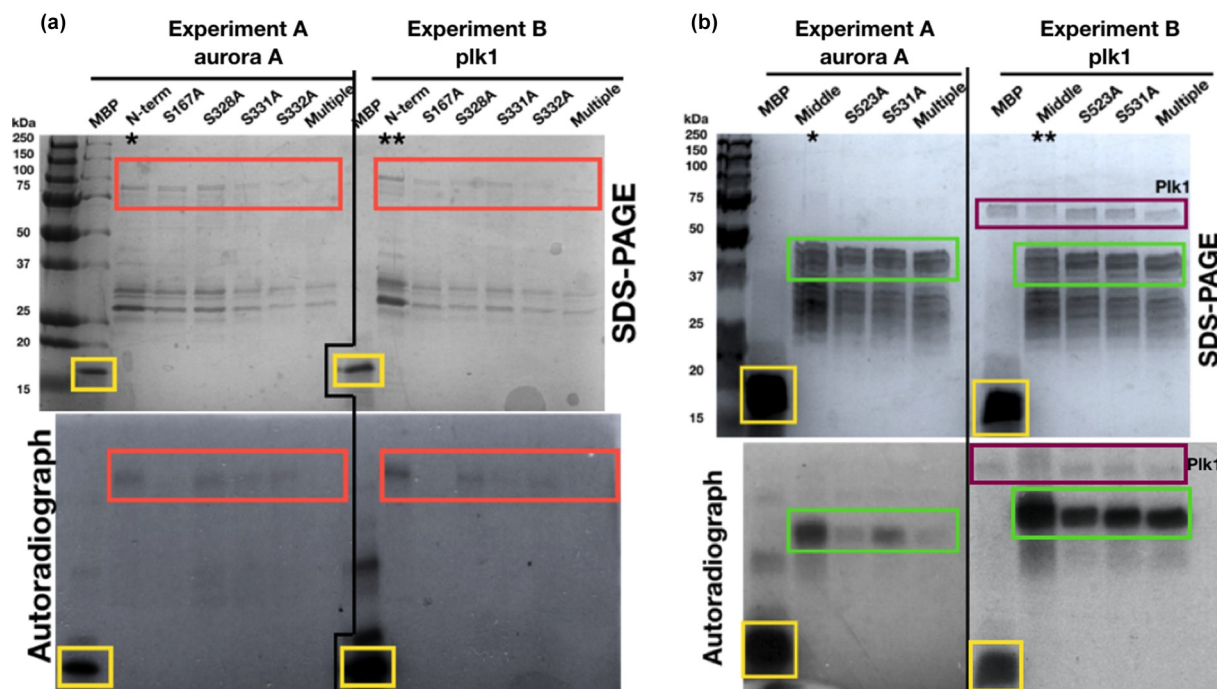 (a)
Experiment A
aurora A
Experiment B
plk1
MBP
N-term
S167A
S328A
S331A
S332A
Multiple
MBP
N-term
S167A
S328A
S331A
S332A
Multiple
kDa
*
**
250
150
100
75
50
37
25
20
15
SDS-PAGE
Autoradiograph
(b)
Experiment A
aurora A
Experiment B
plk1
MBP
Middle
S523A
S531A
Multiple
MBP
Middle
S523A
S531A
Multiple
kDa
*
**
250
150
100
75
50
37
25
20
15
Plk1
SDS-PAGE
Autoradiograph
Plk1